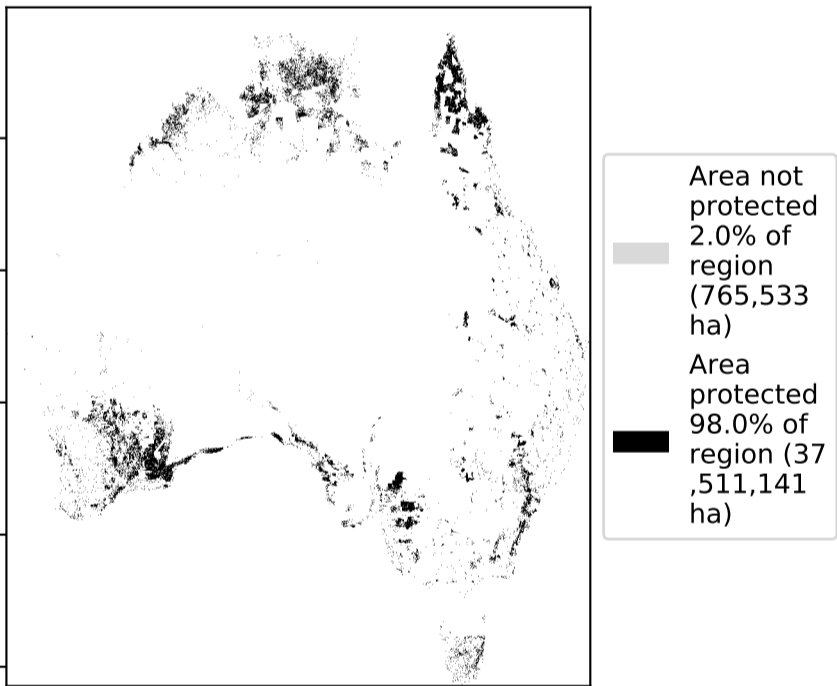 Area not
protected
2.0% of
region
(765,533
ha)
Area
protected
98.0% of
region (37
,511,141
ha)